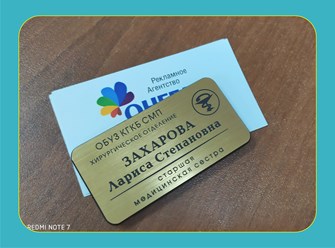 Рекламное
Агентство
ОБУЗ КГКБ СМП
ХИРУРГИЧЕСКОЕ ОТДЕЛЕНИЕ
ЗАХАРОВА
Лариса Степановна
старшая
медицинская сестра
REDMI NOTE 7